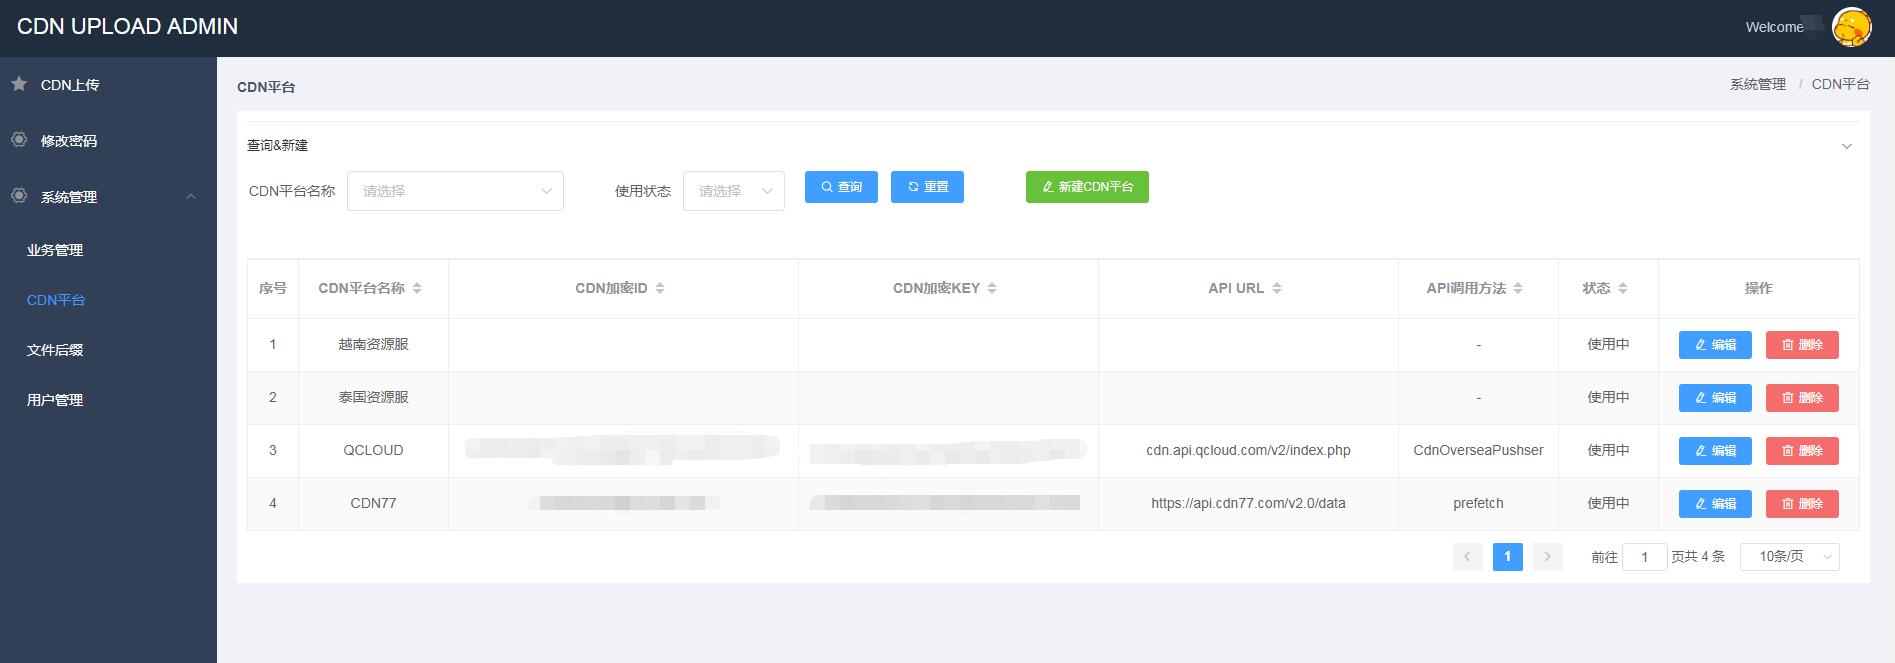 CDN UPLOAD ADMIN
Welcome
CDN上传
修改密码
系统管理
业务管理
CDN平台
文件后缀
用户管理
CDN平台
系统管理 / CDN平台
查询&新建
CDN平台名称 请选择 使用状态 请选择 查询 重置 新建CDN平台
序号 CDN平台名称 CDN加密ID CDN加密KEY API URL API调用方法 状态 操作
1 越南资源服 - 使用中 编辑 删除
2 泰国资源服 - 使用中 编辑 删除
3 QCLOUD cdn.api.qcloud.com/v2/index.php CdnOverseaPushser 使用中 编辑 删除
4 CDN77 https://api.cdn77.com/v2.0/data prefetch 使用中 编辑 删除
1 前往 1 页共 4 条 10条/页